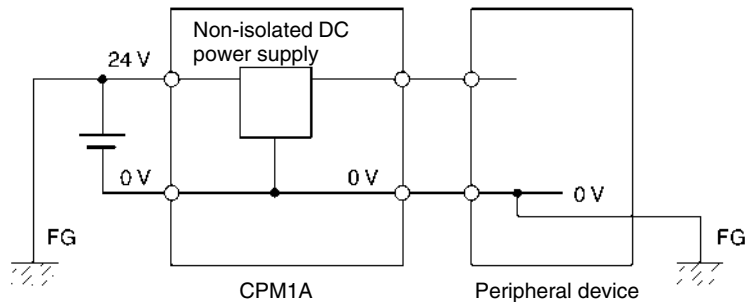 Non-isolated DC
power supply
24 V
0 V
0 V
0 V
FG
FG
CPM1A
Peripheral device